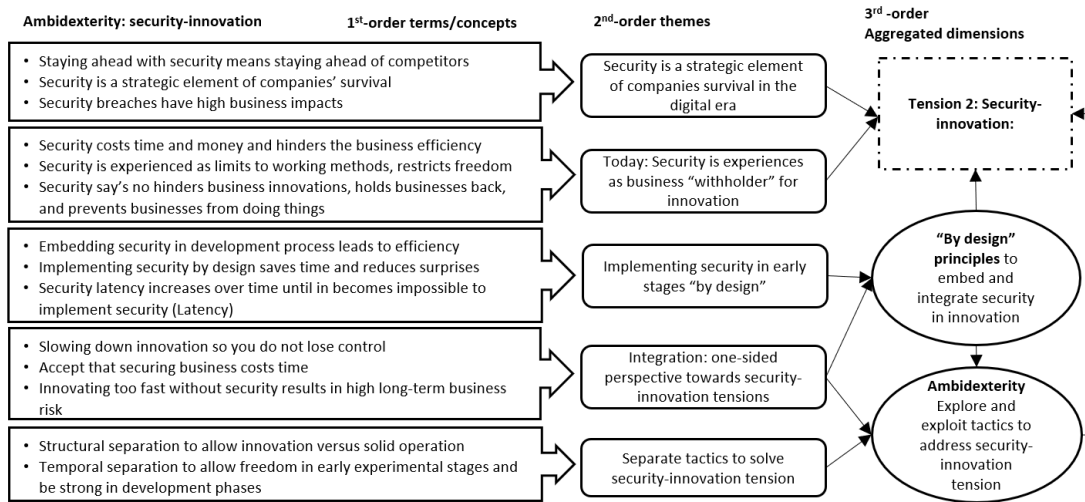 Ambidexterity: security-innovation
1st-order terms/concepts
2nd-order themes
3rd -order
Aggregated dimensions
• Staying ahead with security means staying ahead of competitors
• Security is a strategic element of companies' survival
• Security breaches have high business impacts
Security is a strategic element
of companies survival in the
digital era
Tension 2: Security-
innovation:
• Security costs time and money and hinders the business efficiency
• Security is experienced as limits to working methods, restricts freedom
• Security say's no hinders business innovations, holds businesses back,
and prevents businesses from doing things
Today: Security is experiences
as business "withholder" for
innovation
• Embedding security in development process leads to efficiency
• Implementing security by design saves time and reduces surprises
• Security latency increases over time until in becomes impossible to
implement security (Latency)
Implementing security in early
stages "by design"
"By design"
principles to
embed and
integrate security
in innovation
• Slowing down innovation so you do not lose control
• Accept that securing business costs time
• Innovating too fast without security results in high long-term business
risk
Integration: one-sided
perspective towards security-
innovation tensions
Ambidexterity
Explore and
exploit tactics to
address security-
innovation
tension
• Structural separation to allow innovation versus solid operation
• Temporal separation to allow freedom in early experimental stages and
be strong in development phases
Separate tactics to solve
security-innovation tension